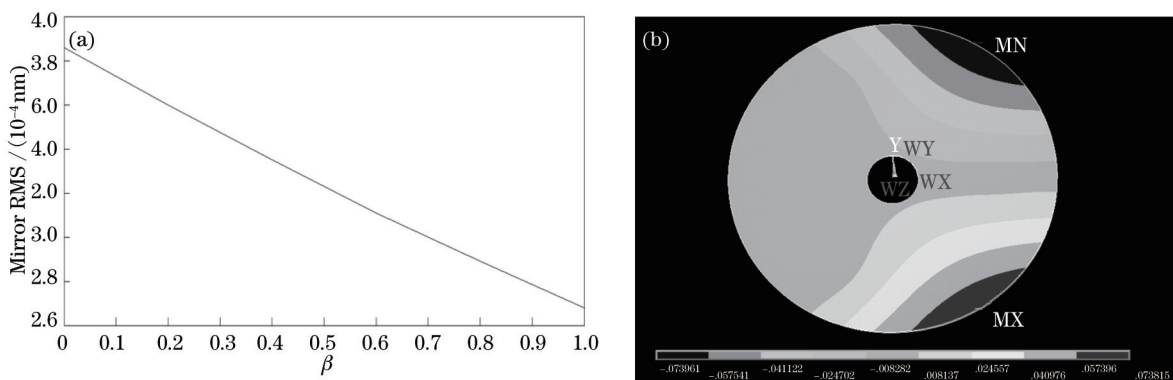 (a)
Mirror RMS / (10⁻⁴ nm)
4.0
3.8
6.0
4.0
2.0
3.0
2.8
2.6
0 0.1 0.2 0.3 0.4 0.5 0.6 0.7 0.8 0.9 1.0
β
(b)
MN
Y WY
WZ WX
MX
-.073961 -.041122 -.008282 .024557 .057396
-.057541 -.024702 .008137 .040976 .073815